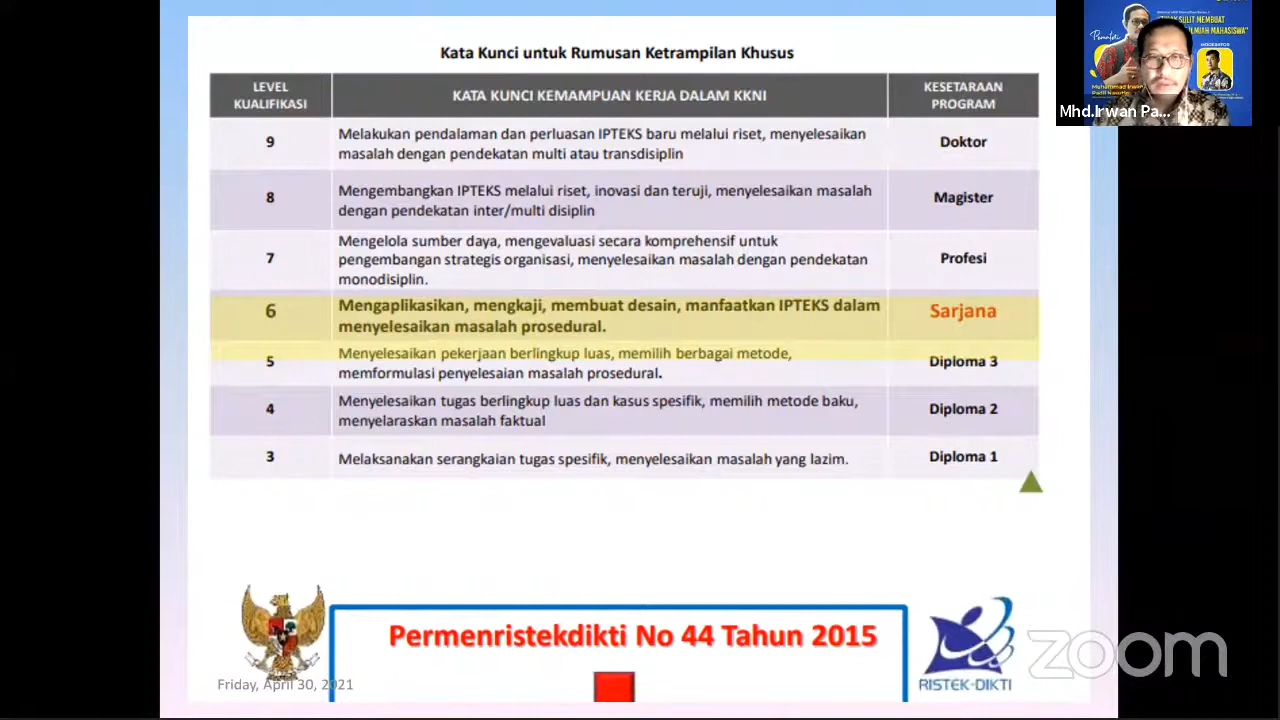 Kata Kunci untuk Rumusan Ketrampilan Khusus
LEVEL KUALIFIKASI
KATA KUNCI KEMAMPUAN KERJA DALAM KKNI
KESETARAAN PROGRAM
9
Melakukan pendalaman dan perluasan IPTEKS baru melalui riset, menyelesaikan
masalah dengan pendekatan multi atau transdisiplin
Doktor
8
Mengembangkan IPTEKS melalui riset, inovasi dan teruji, menyelesaikan masalah
dengan pendekatan inter/multi disiplin
Magister
7
Mengelola sumber daya, mengevaluasi secara komprehensif untuk
pengembangan strategis organisasi, menyelesaikan masalah dengan pendekatan
monodisiplin.
Profesi
6
Mengaplikasikan, mengkaji, membuat desain, manfaatkan IPTEKS dalam
menyelesaikan masalah prosedural.
Sarjana
5
Menyelesaikan pekerjaan berlingkup luas, memilih berbagai metode,
memformulasi penyelesaian masalah prosedural.
Diploma 3
4
Menyelesaikan tugas berlingkup luas dan kasus spesifik, memilih metode baku,
menyelaraskan masalah faktual
Diploma 2
3
Melaksanakan serangkaian tugas spesifik, menyelesaikan masalah yang lazim.
Diploma 1
Permenristekdikti No 44 Tahun 2015
Friday, April 30, 2021
RISTEK-DIKTI
zoom
SULIT MEMBUAT
MAHASISWA"
Pemateri
MODERATOR
Muhammad Irwan
Mhd.Irwan Pa...